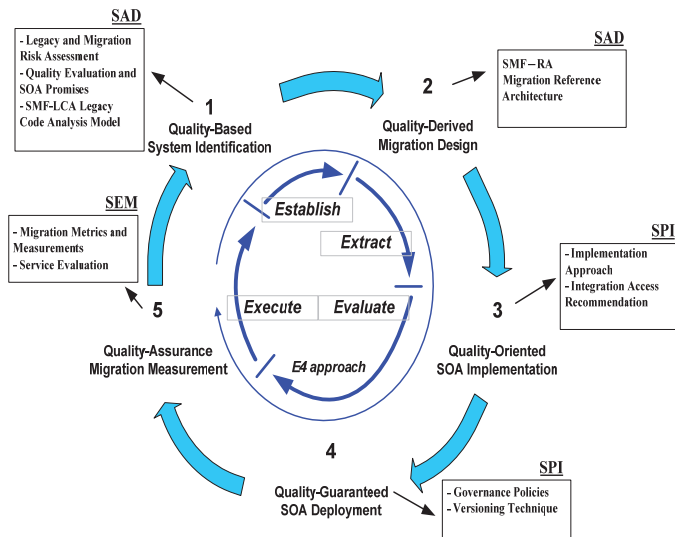 SAD
- Legacy and Migration
Risk Assessment
- Quality Evaluation and
SOA Promises
- SMF-LCA Legacy
Code Analysis Model
1
Quality-Based
System Identification
2
Quality-Derived
Migration Design
SAD
SMF–RA
Migration Reference
Architecture
SEM
- Migration Metrics and
Measurements
- Service Evaluation
5
Quality-Assurance
Migration Measurement
Establish
Extract
Execute
Evaluate
E4 approach
SPI
- Implementation
Approach
- Integration Access
Recommendation
3
Quality-Oriented
SOA Implementation
4
Quality-Guaranteed
SOA Deployment
SPI
- Governance Policies
- Versioning Technique